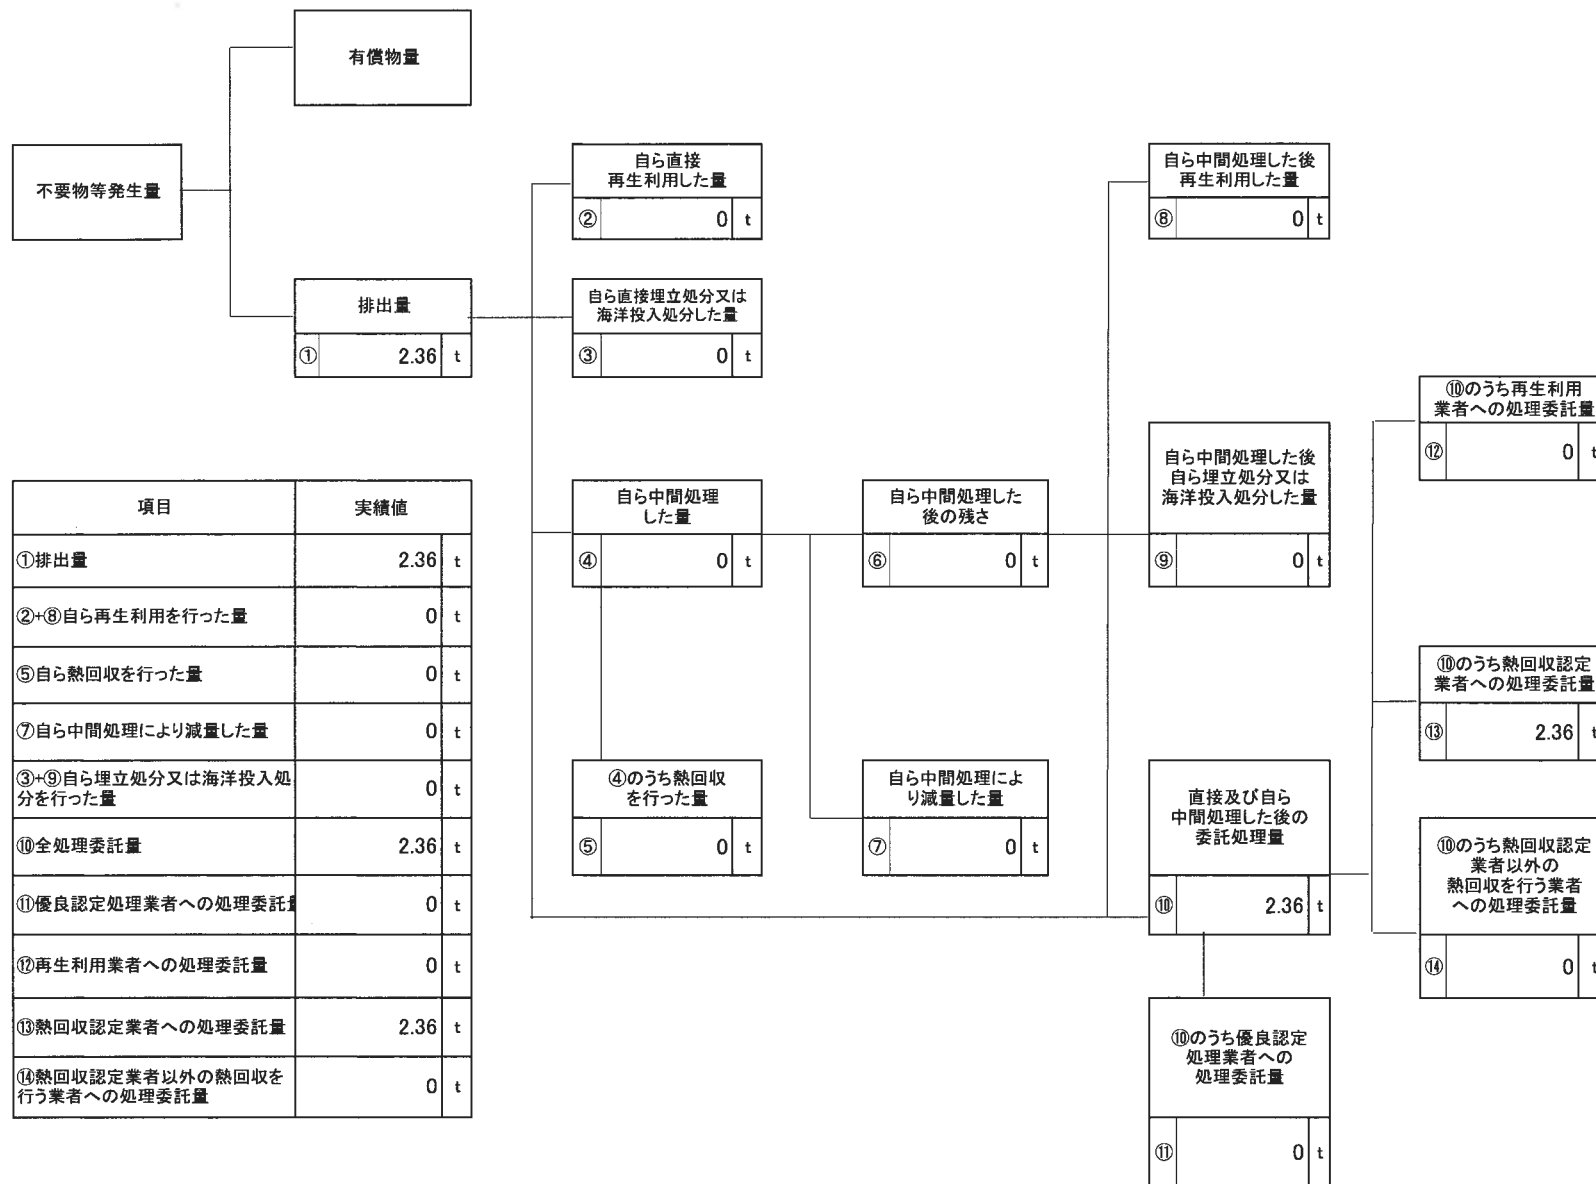 有償物量
不要物等発生量
排出量
① 2.36 t
自ら直接
再生利用した量
② 0 t
自ら直接埋立処分又は
海洋投入処分した量
③ 0 t
自ら中間処理
した量
④ 0 t
④のうち熱回収
を行った量
⑤ 0 t
自ら中間処理した
後の残さ
⑥ 0 t
自ら中間処理によ
り減量した量
⑦ 0 t
自ら中間処理した後
再生利用した量
⑧ 0 t
自ら中間処理した後
自ら埋立処分又は
海洋投入処分した量
⑨ 0 t
直接及び自ら
中間処理した後の
委託処理量
⑩ 2.36 t
⑩のうち優良認定
処理業者への
処理委託量
⑪ 0 t
⑩のうち再生利用
業者への処理委託量
⑫ 0 t
⑩のうち熱回収認定
業者への処理委託量
⑬ 2.36 t
⑩のうち熱回収認定
業者以外の
熱回収を行う業者
への処理委託量
⑭ 0 t
項目 実績値
①排出量 2.36 t
②+⑧自ら再生利用を行った量 0 t
⑤自ら熱回収を行った量 0 t
⑦自ら中間処理により減量した量 0 t
③+⑨自ら埋立処分又は海洋投入処
分を行った量 0 t
⑩全処理委託量 2.36 t
⑪優良認定処理業者への処理委託量 0 t
⑫再生利用業者への処理委託量 0 t
⑬熱回収認定業者への処理委託量 2.36 t
⑭熱回収認定業者以外の熱回収を
行う業者への処理委託量 0 t